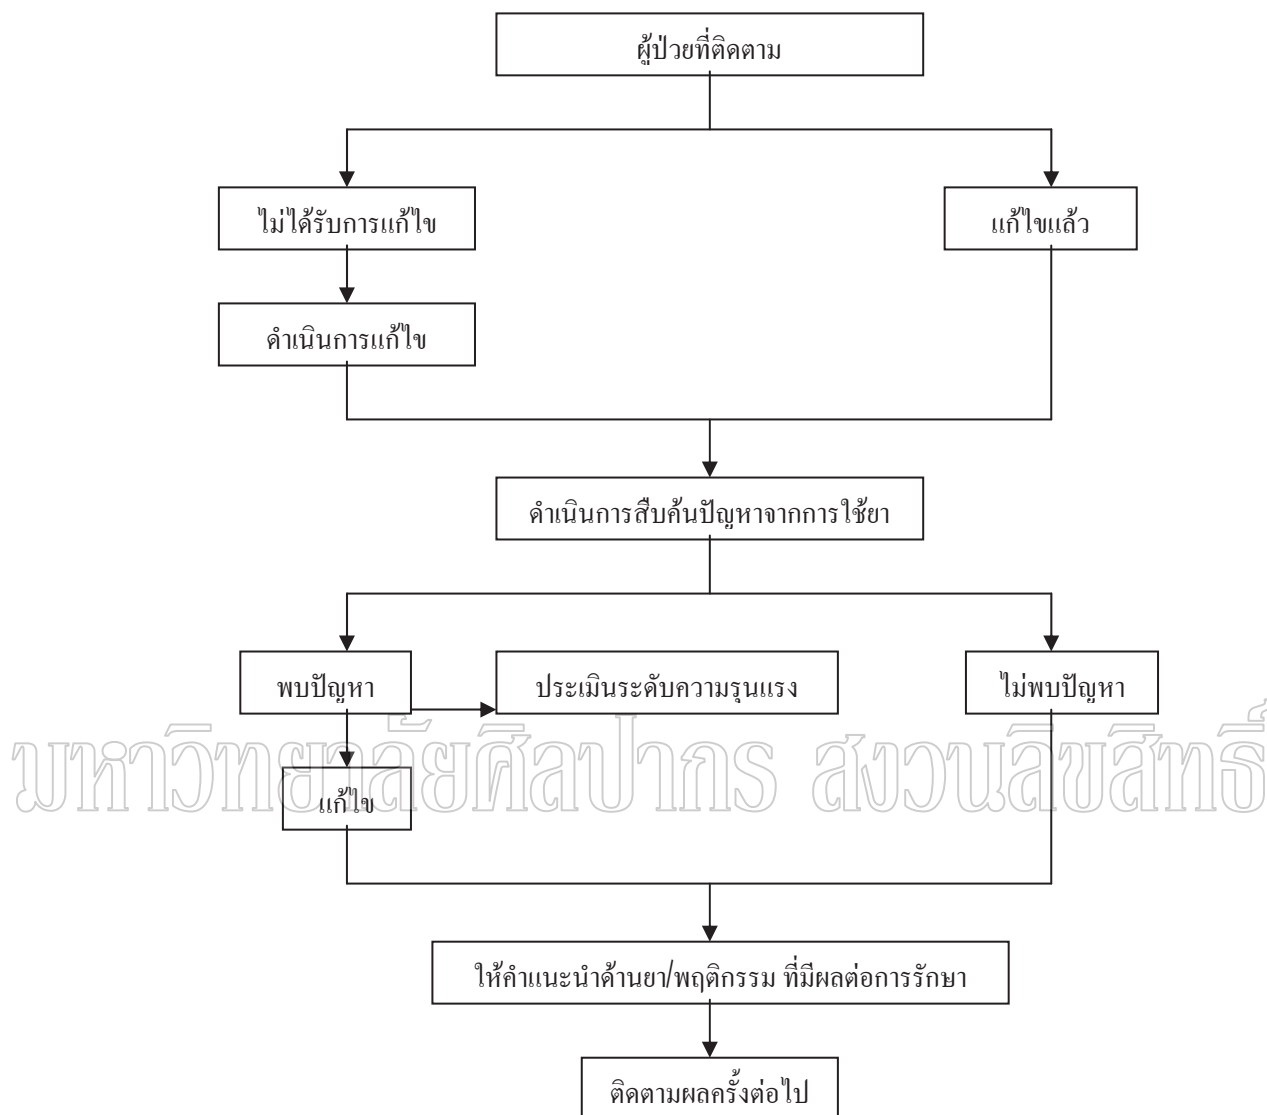 ผู้ป่วยที่ติดตาม
ไม่ได้รับการแก้ไข
แก้ไขแล้ว
ดำเนินการแก้ไข
ดำเนินการสืบค้นปัญหาจากการใช้ยา
พบปัญหา
ประเมินระดับความรุนแรง
ไม่พบปัญหา
มหาวิทยาลัยศิลปากร สงวนลิขสิทธิ์
แก้ไข
ให้คำแนะนำด้านยา/พฤติกรรม ที่มีผลต่อการรักษา
ติดตามผลครั้งต่อไป